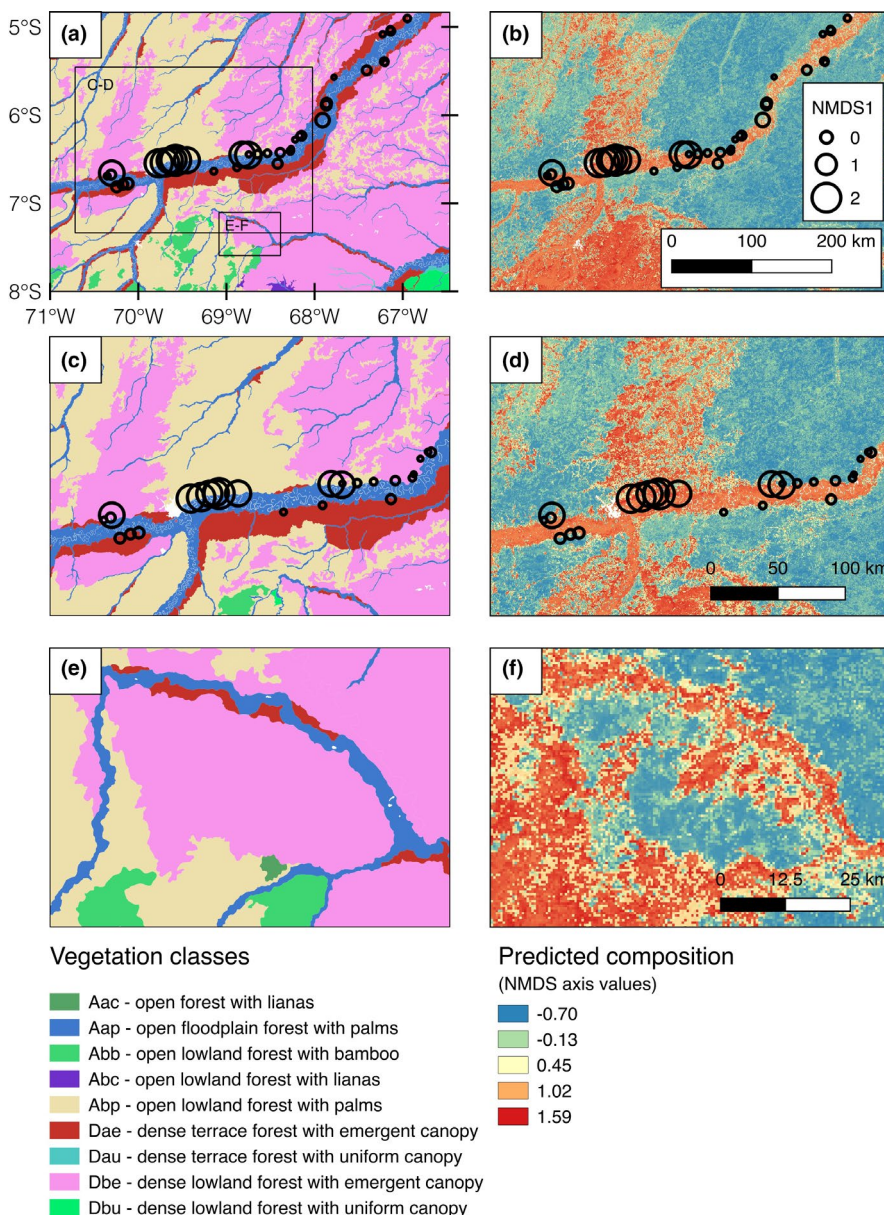 (a)
C-D
E-F
5°S
6°S
7°S
8°S
71°W 70°W 69°W 68°W 67°W
(b)
NMDS1
0
1
2
0 100 200 km
(c)
(d)
0 50 100 km
(e)
(f)
0 12.5 25 km
Vegetation classes
Aac - open forest with lianas
Aap - open floodplain forest with palms
Abb - open lowland forest with bamboo
Abc - open lowland forest with lianas
Abp - open lowland forest with palms
Dae - dense terrace forest with emergent canopy
Dau - dense terrace forest with uniform canopy
Dbe - dense lowland forest with emergent canopy
Dbu - dense lowland forest with uniform canopy
Predicted composition
(NMDS axis values)
-0.70
-0.13
0.45
1.02
1.59